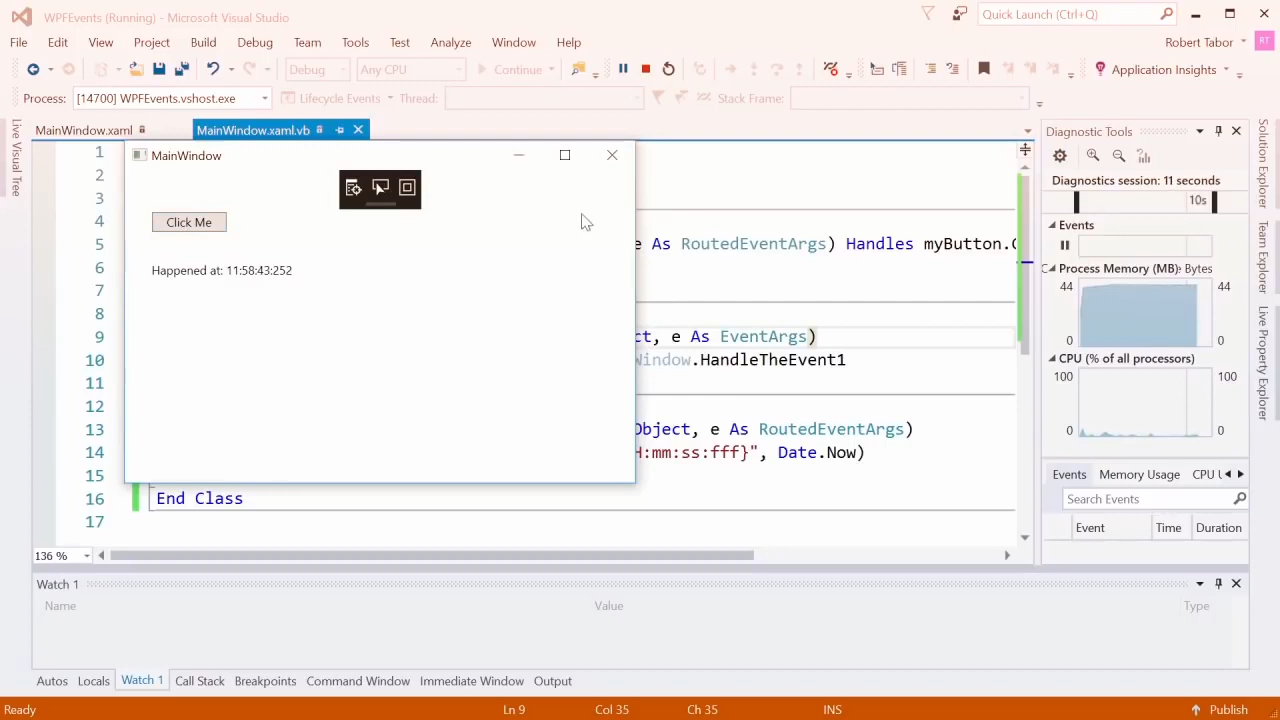 WPFEvents (Running) - Microsoft Visual Studio
Quick Launch (Ctrl+Q)
File Edit View Project Build Debug Team Tools Test Analyze Window Help
Robert Tabor RT
Debug Any CPU Continue Application Insights
Process: [14700] WPFEvents.vshost.exe Lifecycle Events Thread: Stack Frame:
Live Visual Tree
MainWindow.xaml MainWindow.xaml.vb
MainWindow
Click Me
Happened at: 11:58:43:252
1
2
3
4
5 e As RoutedEventArgs) Handles myButton.C
6
7
8
9 ct, e As EventArgs)
10 Window.HandleTheEvent1
11
12
13 Object, e As RoutedEventArgs)
14 H:mm:ss:fff}", Date.Now)
15
16 End Class
17
136 %
Diagnostic Tools
Diagnostics session: 11 seconds
10s
Events
Process Memory (MB) Bytes
44 44
0 0
CPU (% of all processors)
100 100
0 0
Events Memory Usage CPU U
Search Events
Event Time Duration
Solution Explorer
Team Explorer
Live Property Explorer
Watch 1
Name Value Type
Autos Locals Watch 1 Call Stack Breakpoints Command Window Immediate Window Output
Ready Ln 9 Col 35 Ch 35 INS Publish